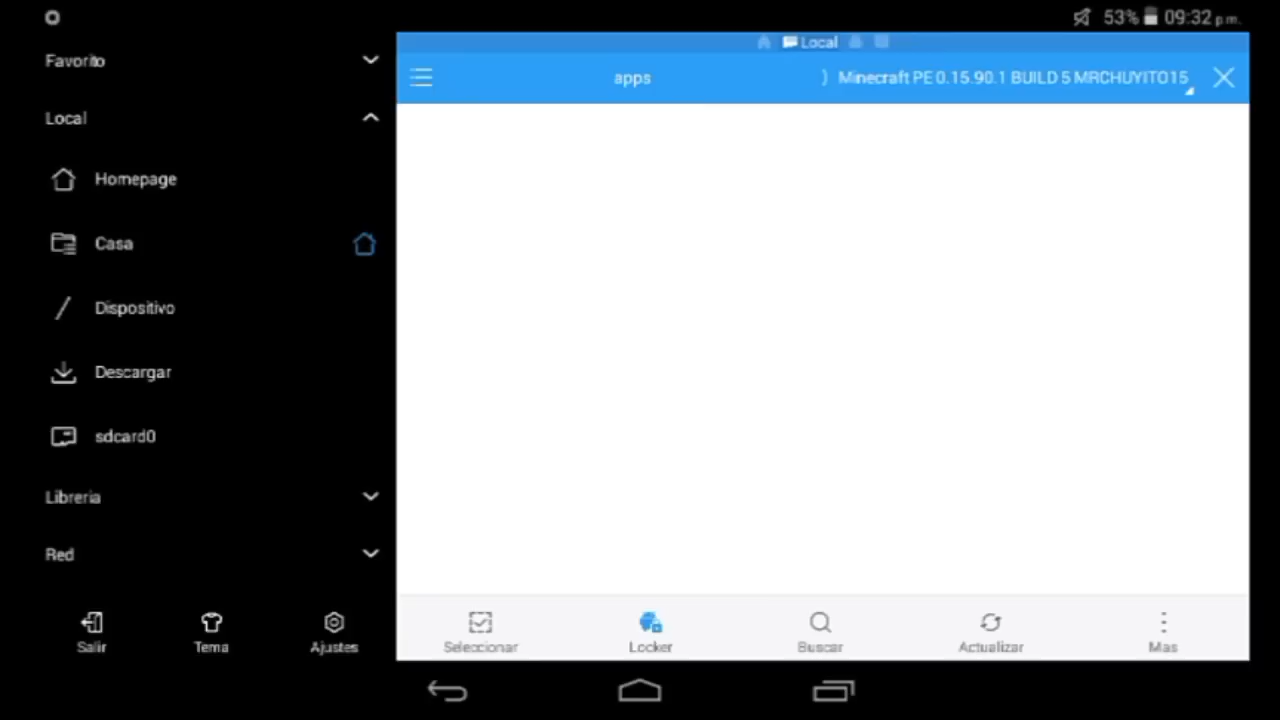 53% 09:32 p.m.
Favorito
Local
Homepage
Casa
Dispositivo
Descargar
sdcard0
Libreria
Red
Salir
Tema
Ajustes
Local
apps ) Minecraft PE 0.15.90.1 BUILD 5 MRCHUYITO15
Seleccionar
Locker
Buscar
Actualizar
Mas